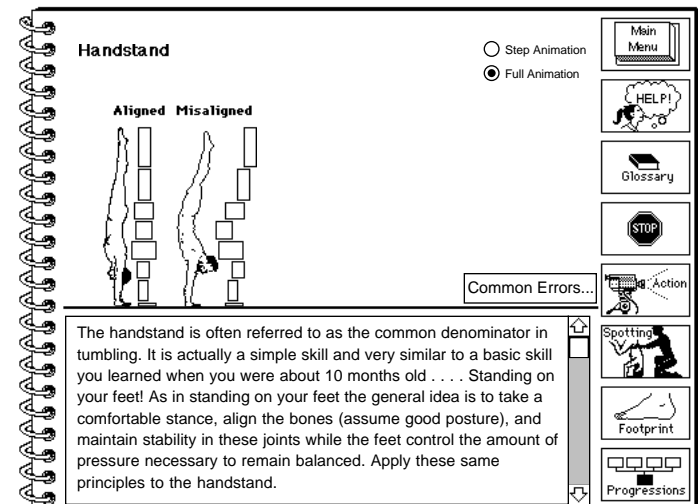 Handstand
Step Animation
Full Animation
Aligned Misaligned
Common Errors...
The handstand is often referred to as the common denominator in
tumbling. It is actually a simple skill and very similar to a basic skill
you learned when you were about 10 months old . . . . Standing on
your feet! As in standing on your feet the general idea is to take a
comfortable stance, align the bones (assume good posture), and
maintain stability in these joints while the feet control the amount of
pressure necessary to remain balanced. Apply these same
principles to the handstand.
Main
Menu
HELP!
Glossary
STOP
Action
Spotting
Footprint
Progressions